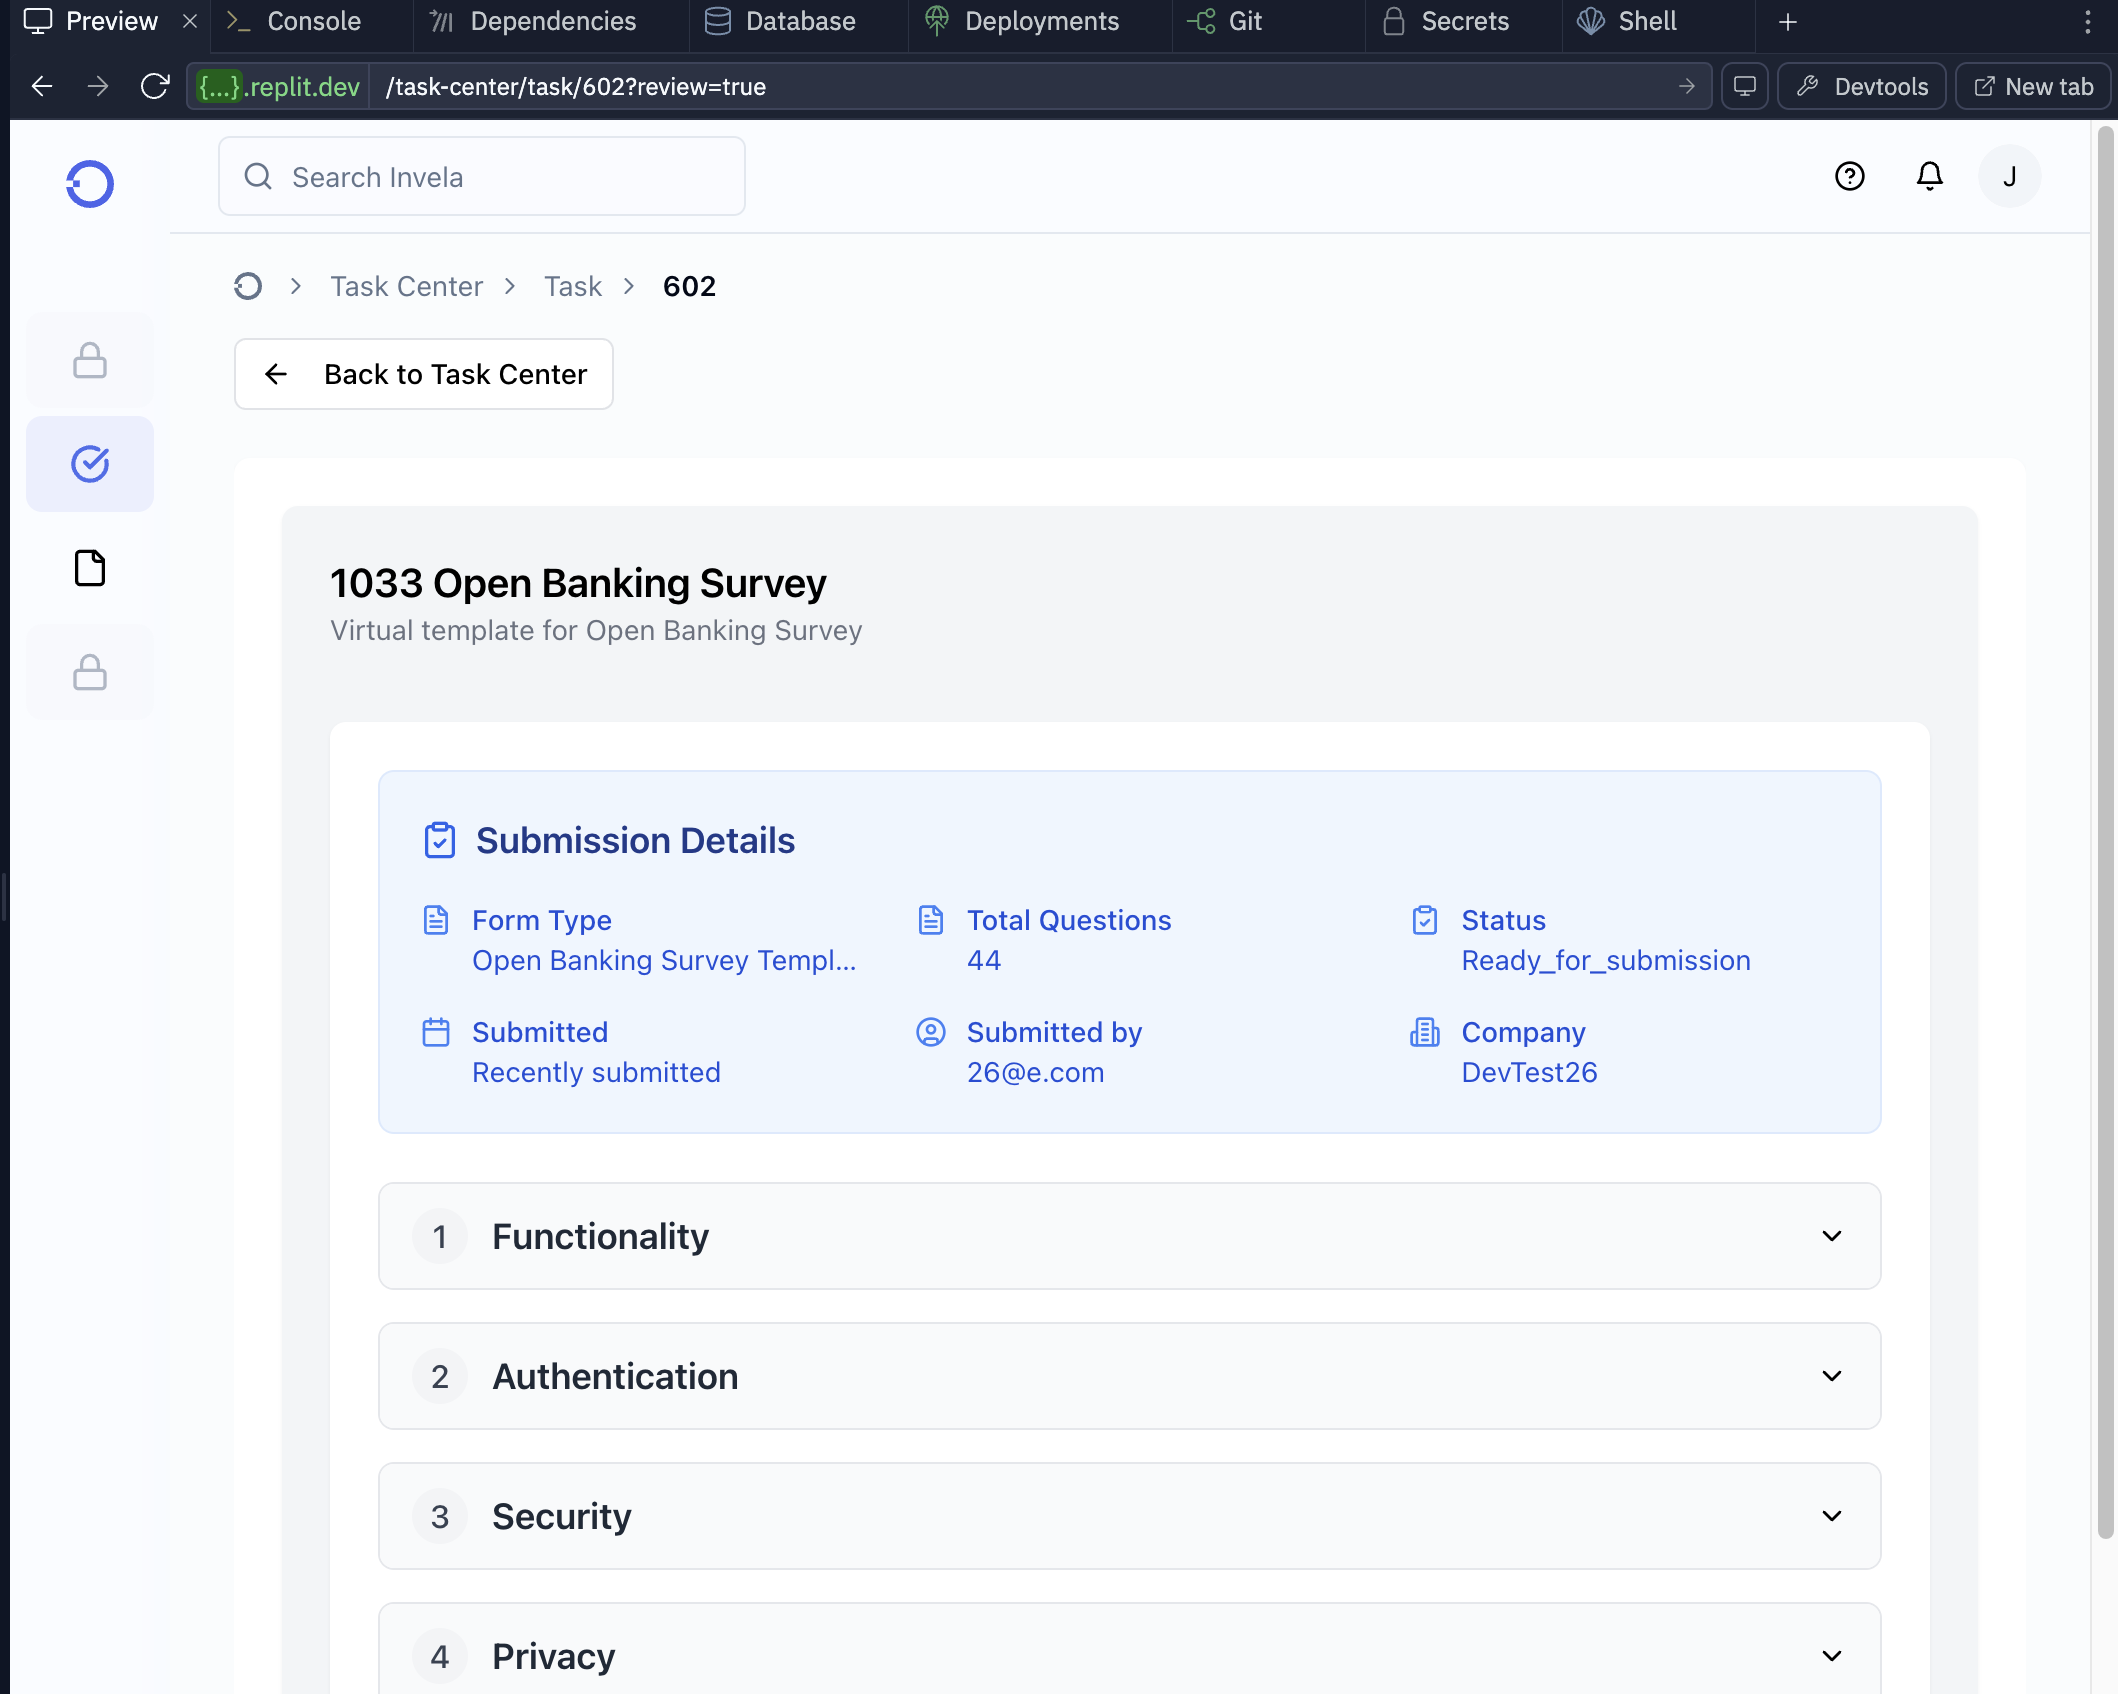 Preview
Console
Dependencies
Database
Deployments
Git
Secrets
Shell
{...}.replit.dev /task-center/task/602?review=true
Devtools
New tab
Search Invela
J
Task Center
Task
602
Back to Task Center
1033 Open Banking Survey
Virtual template for Open Banking Survey
Submission Details
Form Type
Open Banking Survey Templ...
Total Questions
44
Status
Ready_for_submission
Submitted
Recently submitted
Submitted by
26@e.com
Company
DevTest26
1 Functionality
2 Authentication
3 Security
4 Privacy